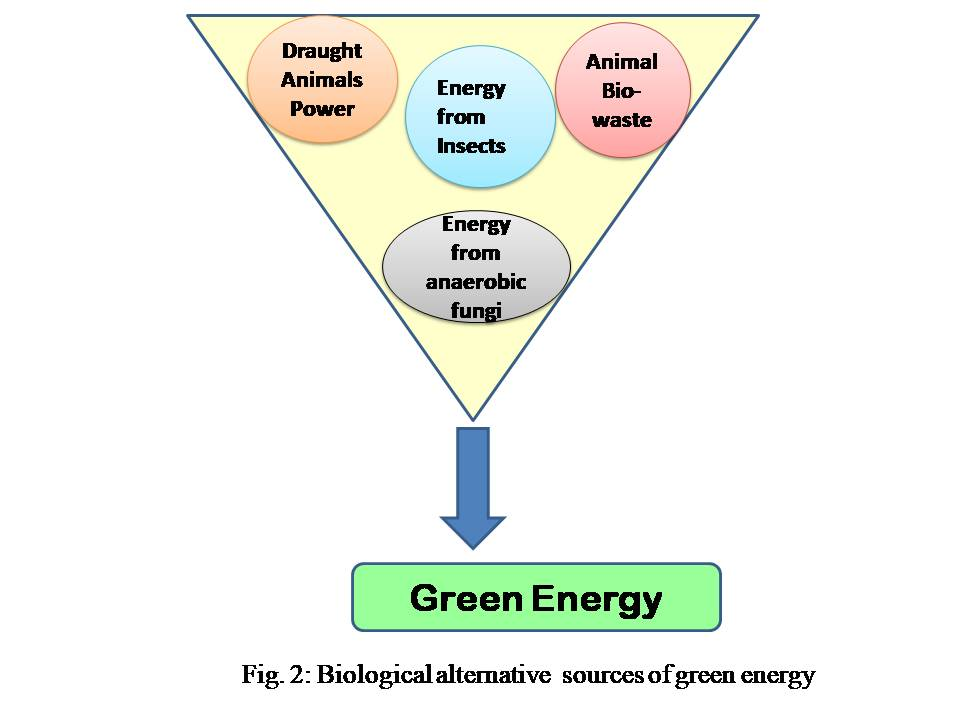 Draught
Animals
Power
Energy
from
Insects
Animal
Bio-
waste
Energy
from
anaerobic
fungi
Green Energy
Fig. 2: Biological alternative sources of green energy